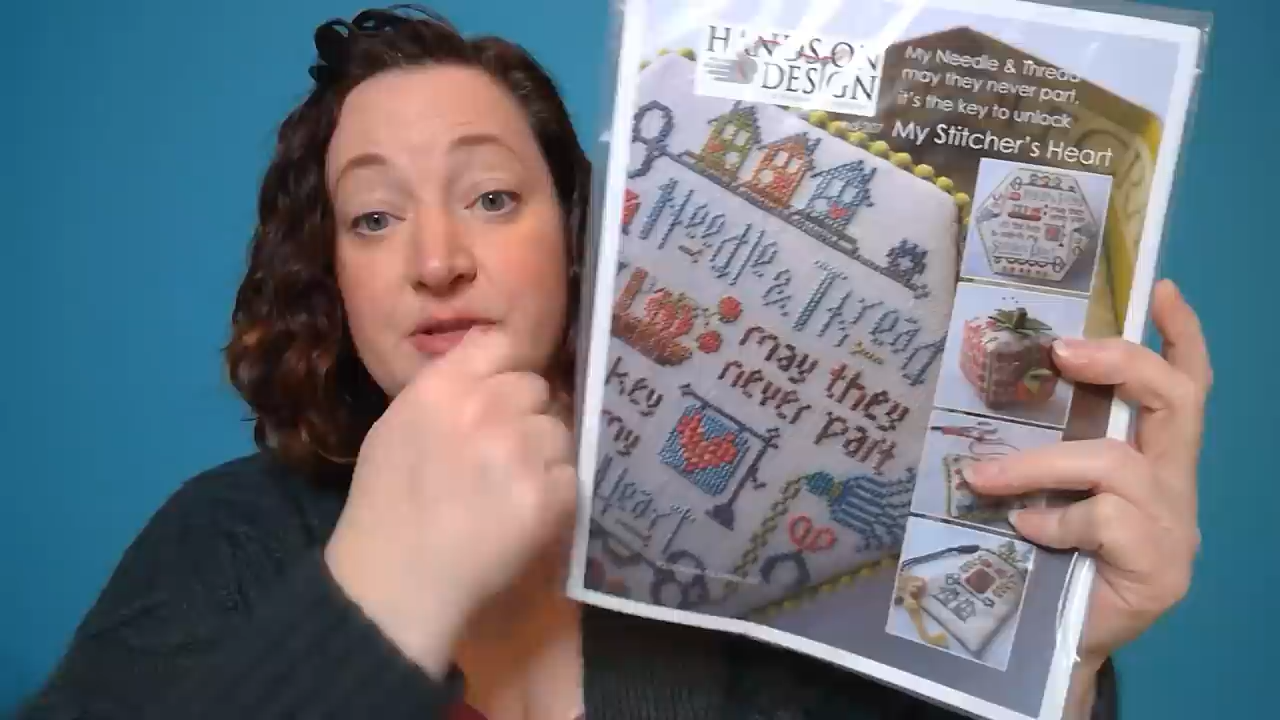 HANDS ON
DESIGN
My Needle & Thread
may they never part,
it's the key to unlock
My Stitcher's Heart
Needle &
Thread
may they
never part
key
my
Heart